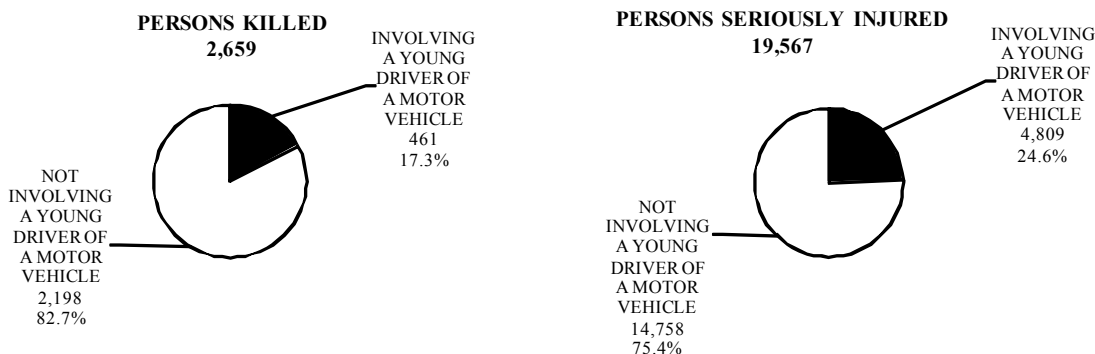 PERSONS KILLED
2,659
INVOLVING
A YOUNG
DRIVER OF
A MOTOR
VEHICLE
461
17.3%
NOT
INVOLVING
A YOUNG
DRIVER OF
A MOTOR
VEHICLE
2,198
82.7%
PERSONS SERIOUSLY INJURED
19,567
INVOLVING
A YOUNG
DRIVER OF
A MOTOR
VEHICLE
4,809
24.6%
NOT
INVOLVING
A YOUNG
DRIVER OF
A MOTOR
VEHICLE
14,758
75.4%